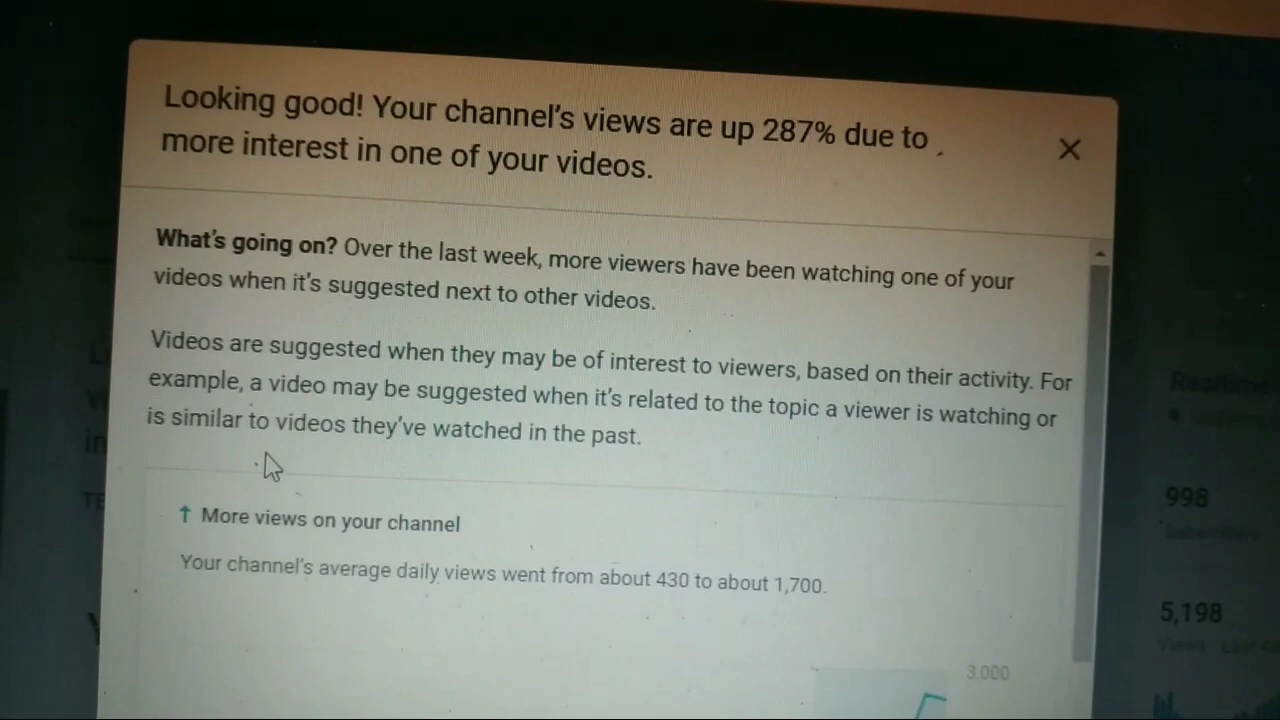 Looking good! Your channel's views are up 287% due to
more interest in one of your videos.
What's going on? Over the last week, more viewers have been watching one of your
videos when it's suggested next to other videos.
Videos are suggested when they may be of interest to viewers, based on their activity. For
example, a video may be suggested when it's related to the topic a viewer is watching or
is similar to videos they've watched in the past.
↑ More views on your channel
Your channel's average daily views went from about 430 to about 1,700.
3,000
Realtime
998
Subscribers
5,198
Views · Last